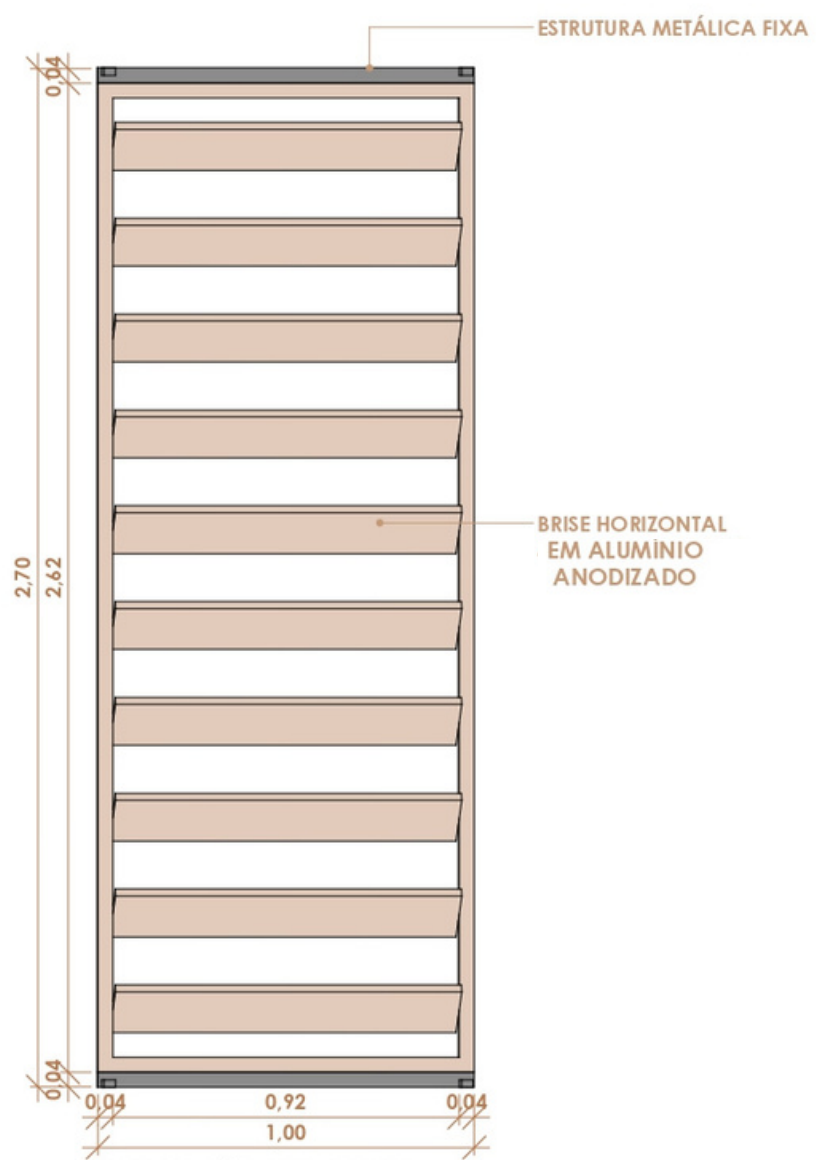 ESTRUTURA METÁLICA FIXA
0,04
2,70
2,62
BRISE HORIZONTAL
EM ALUMÍNIO
ANODIZADO
0,04
0,04
0,92
0,04
1,00